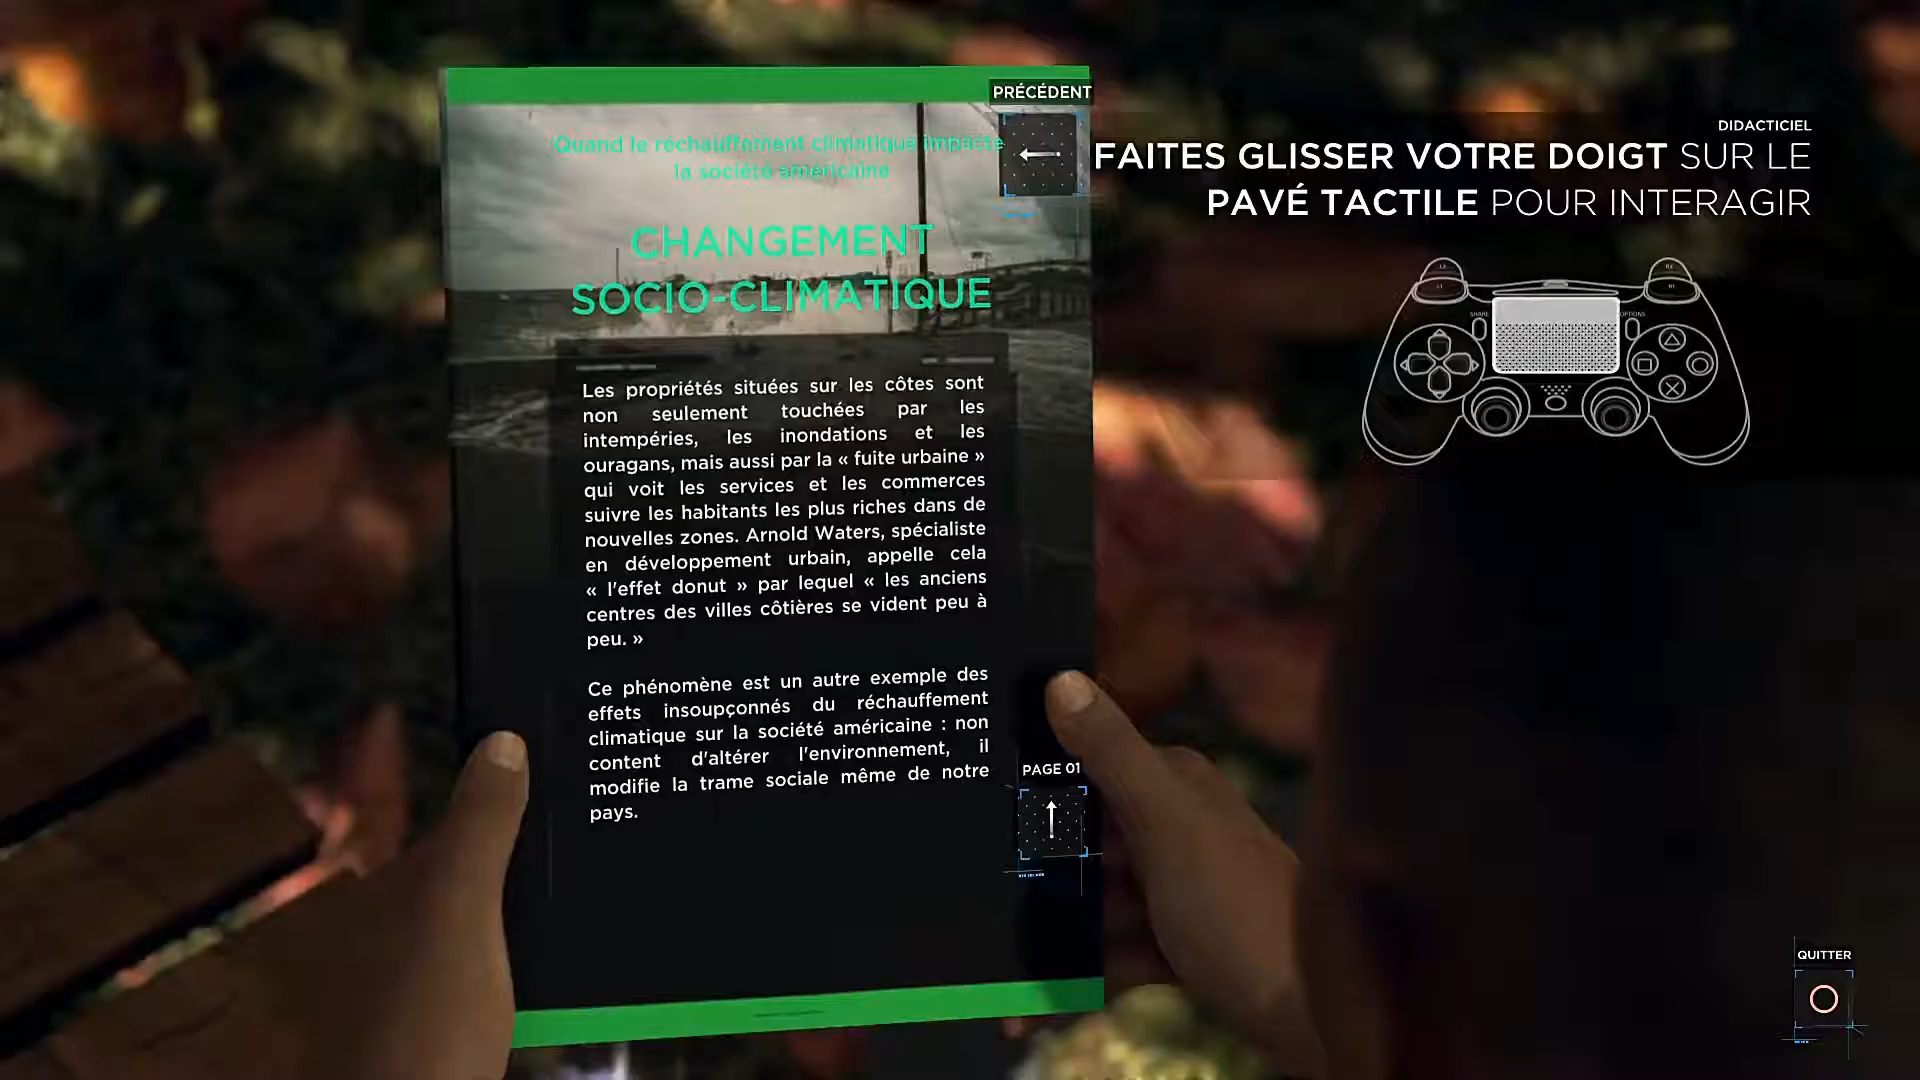 PRÉCÉDENT
Quand le réchauffement climatique impacte
la société américaine
CHANGEMENT
SOCIO-CLIMATIQUE
Les propriétés situées sur les côtes sont
non seulement touchées par les
intempéries, les inondations et les
ouragans, mais aussi par la « fuite urbaine »
qui voit les services et les commerces
suivre les habitants les plus riches dans de
nouvelles zones. Arnold Waters, spécialiste
en développement urbain, appelle cela
« l'effet donut » par lequel « les anciens
centres des villes côtières se vident peu à
peu. »
Ce phénomène est un autre exemple des
effets insoupçonnés du réchauffement
climatique sur la société américaine : non
content d'altérer l'environnement, il
modifie la trame sociale même de notre
pays.
PAGE 01
DIDACTICIEL
FAITES GLISSER VOTRE DOIGT SUR LE
PAVÉ TACTILE POUR INTERAGIR
L2
L1
R2
R1
SHARE
OPTIONS
QUITTER